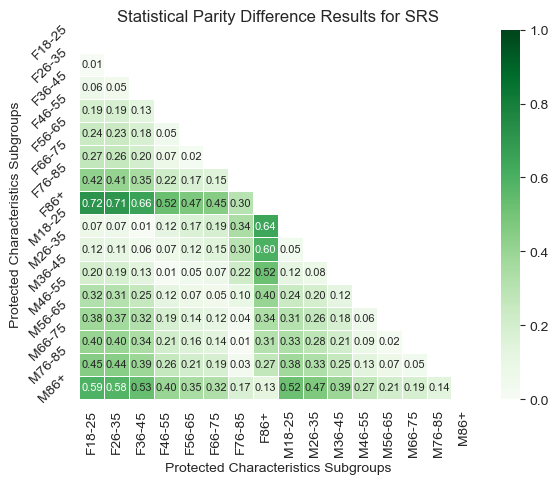 Statistical Parity Difference Results for SRS
Protected Characteristics Subgroups
F18-25
F26-35 0.01
F36-45 0.06 0.05
F46-55 0.19 0.19 0.13
F56-65 0.24 0.23 0.18 0.05
F66-75 0.27 0.26 0.20 0.07 0.02
F76-85 0.42 0.41 0.35 0.22 0.17 0.15
F86+ 0.72 0.71 0.66 0.52 0.47 0.45 0.30
M18-25 0.07 0.07 0.01 0.12 0.17 0.19 0.34 0.64
M26-35 0.12 0.11 0.06 0.07 0.12 0.15 0.30 0.60 0.05
M36-45 0.20 0.19 0.13 0.01 0.05 0.07 0.22 0.52 0.12 0.08
M46-55 0.32 0.31 0.25 0.12 0.07 0.05 0.10 0.40 0.24 0.20 0.12
M56-65 0.38 0.37 0.32 0.19 0.14 0.12 0.04 0.34 0.31 0.26 0.18 0.06
M66-75 0.40 0.40 0.34 0.21 0.16 0.14 0.01 0.31 0.33 0.28 0.21 0.09 0.02
M76-85 0.45 0.44 0.39 0.26 0.21 0.19 0.03 0.27 0.38 0.33 0.25 0.13 0.07 0.05
M86+ 0.59 0.58 0.53 0.40 0.35 0.32 0.17 0.13 0.52 0.47 0.39 0.27 0.21 0.19 0.14
F18-25 F26-35 F36-45 F46-55 F56-65 F66-75 F76-85 F86+ M18-25 M26-35 M36-45 M46-55 M56-65 M66-75 M76-85 M86+
Protected Characteristics Subgroups
1.0
0.8
0.6
0.4
0.2
0.0